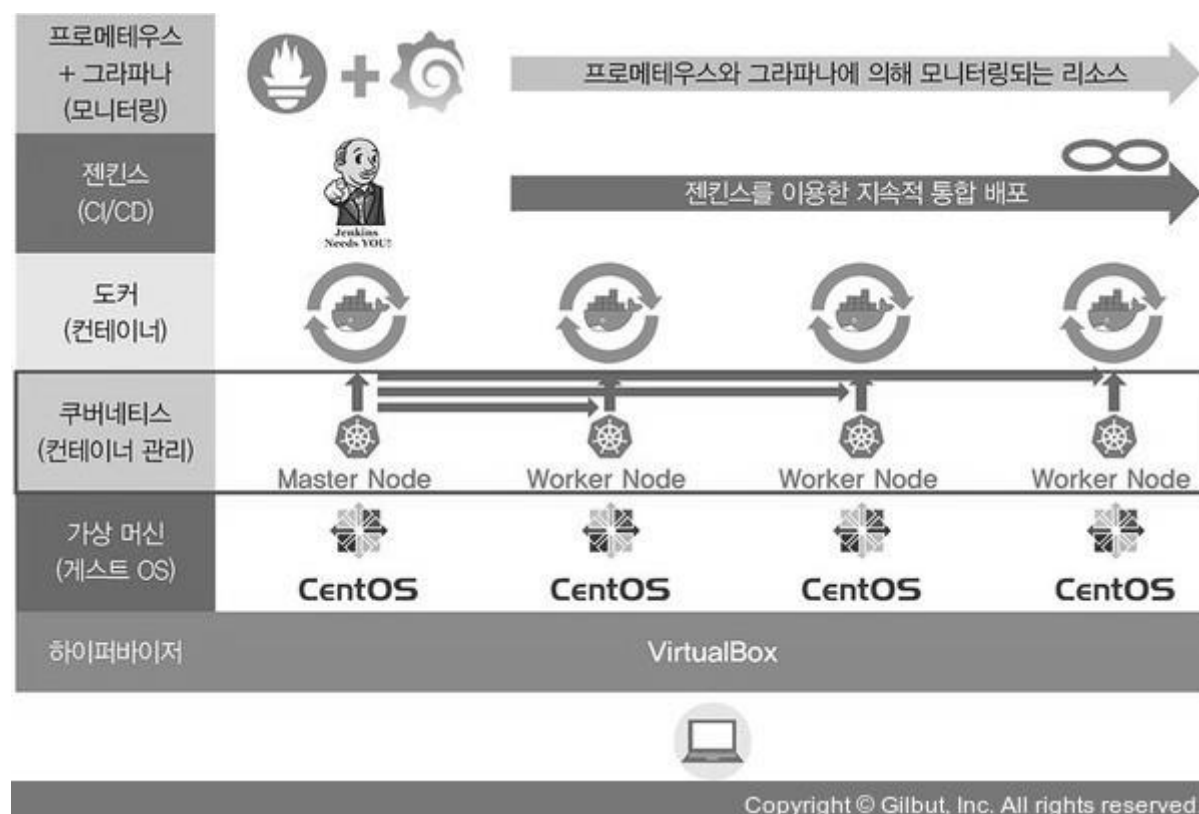 프로메테우스
+ 그라파나
(모니터링)
프로메테우스와 그라파나에 의해 모니터링되는 리소스
젠킨스
(CI/CD)
Jenkins
Needs YOU!
젠킨스를 이용한 지속적 통합 배포
도커
(컨테이너)
쿠버네티스
(컨테이너 관리)
Master Node
Worker Node
Worker Node
Worker Node
가상 머신
(게스트 OS)
CentOS
CentOS
CentOS
CentOS
하이퍼바이저
VirtualBox
Copyright © Gilbut, Inc. All rights reserved